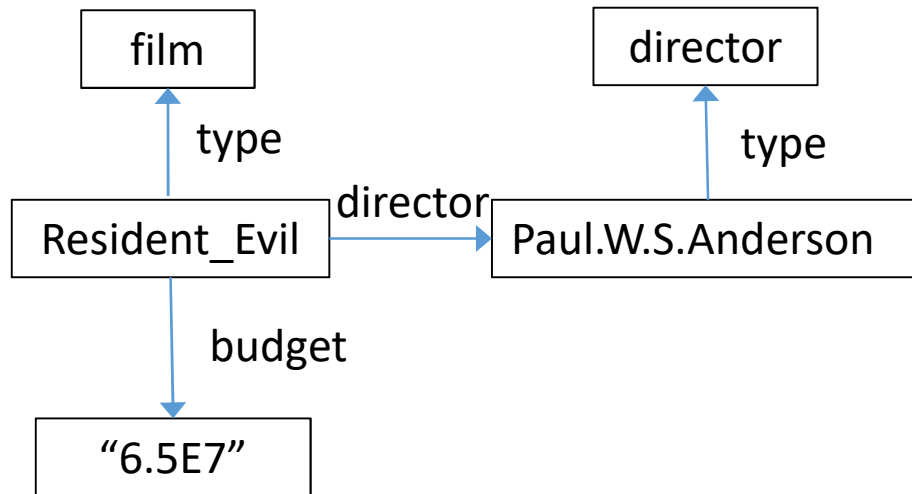 film
director
type
type
director
Resident_Evil
Paul.W.S.Anderson
budget
“6.5E7”